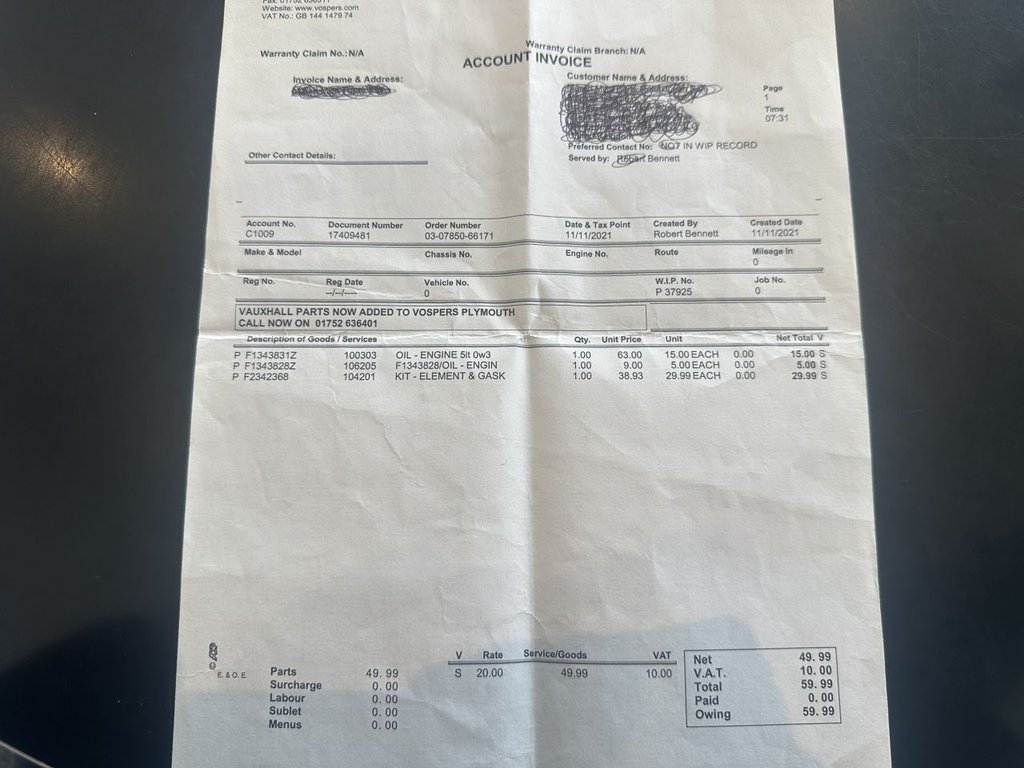 Fax: 01752 636311
Website: www.vospers.com
VAT No.: GB 144 1479 74
Warranty Claim No.: N/A
Warranty Claim Branch: N/A
ACCOUNT INVOICE
Invoice Name & Address:
Customer Name & Address:
Page
1
Time
07:31
Preferred Contact No: NOT IN WIP RECORD
Other Contact Details:
Served by: Robert Bennett
Account No. Document Number Order Number Date & Tax Point Created By Created Date
C1009 17409481 03-07850-66171 11/11/2021 Robert Bennett 11/11/2021
Make & Model Chassis No. Engine No. Route Mileage In
0
Reg No. Reg Date Vehicle No. W.I.P. No. Job No.
--/--/---- 0 P 37925 0
VAUXHALL PARTS NOW ADDED TO VOSPERS PLYMOUTH
CALL NOW ON 01752 636401
Description of Goods / Services Qty. Unit Price Unit Net Total V
P F1343831Z 100303 OIL - ENGINE 5lt 0w3 1.00 63.00 15.00 EACH 0.00 15.00 S
P F1343828Z 106205 F1343828/OIL - ENGIN 1.00 9.00 5.00 EACH 0.00 5.00 S
P F2342368 104201 KIT - ELEMENT & GASK 1.00 38.93 29.99 EACH 0.00 29.99 S
E. & O. E.
Parts 49.99
Surcharge 0.00
Labour 0.00
Sublet 0.00
Menus 0.00
V Rate Service/Goods VAT
S 20.00 49.99 10.00
Net 49.99
V.A.T. 10.00
Total 59.99
Paid 0.00
Owing 59.99